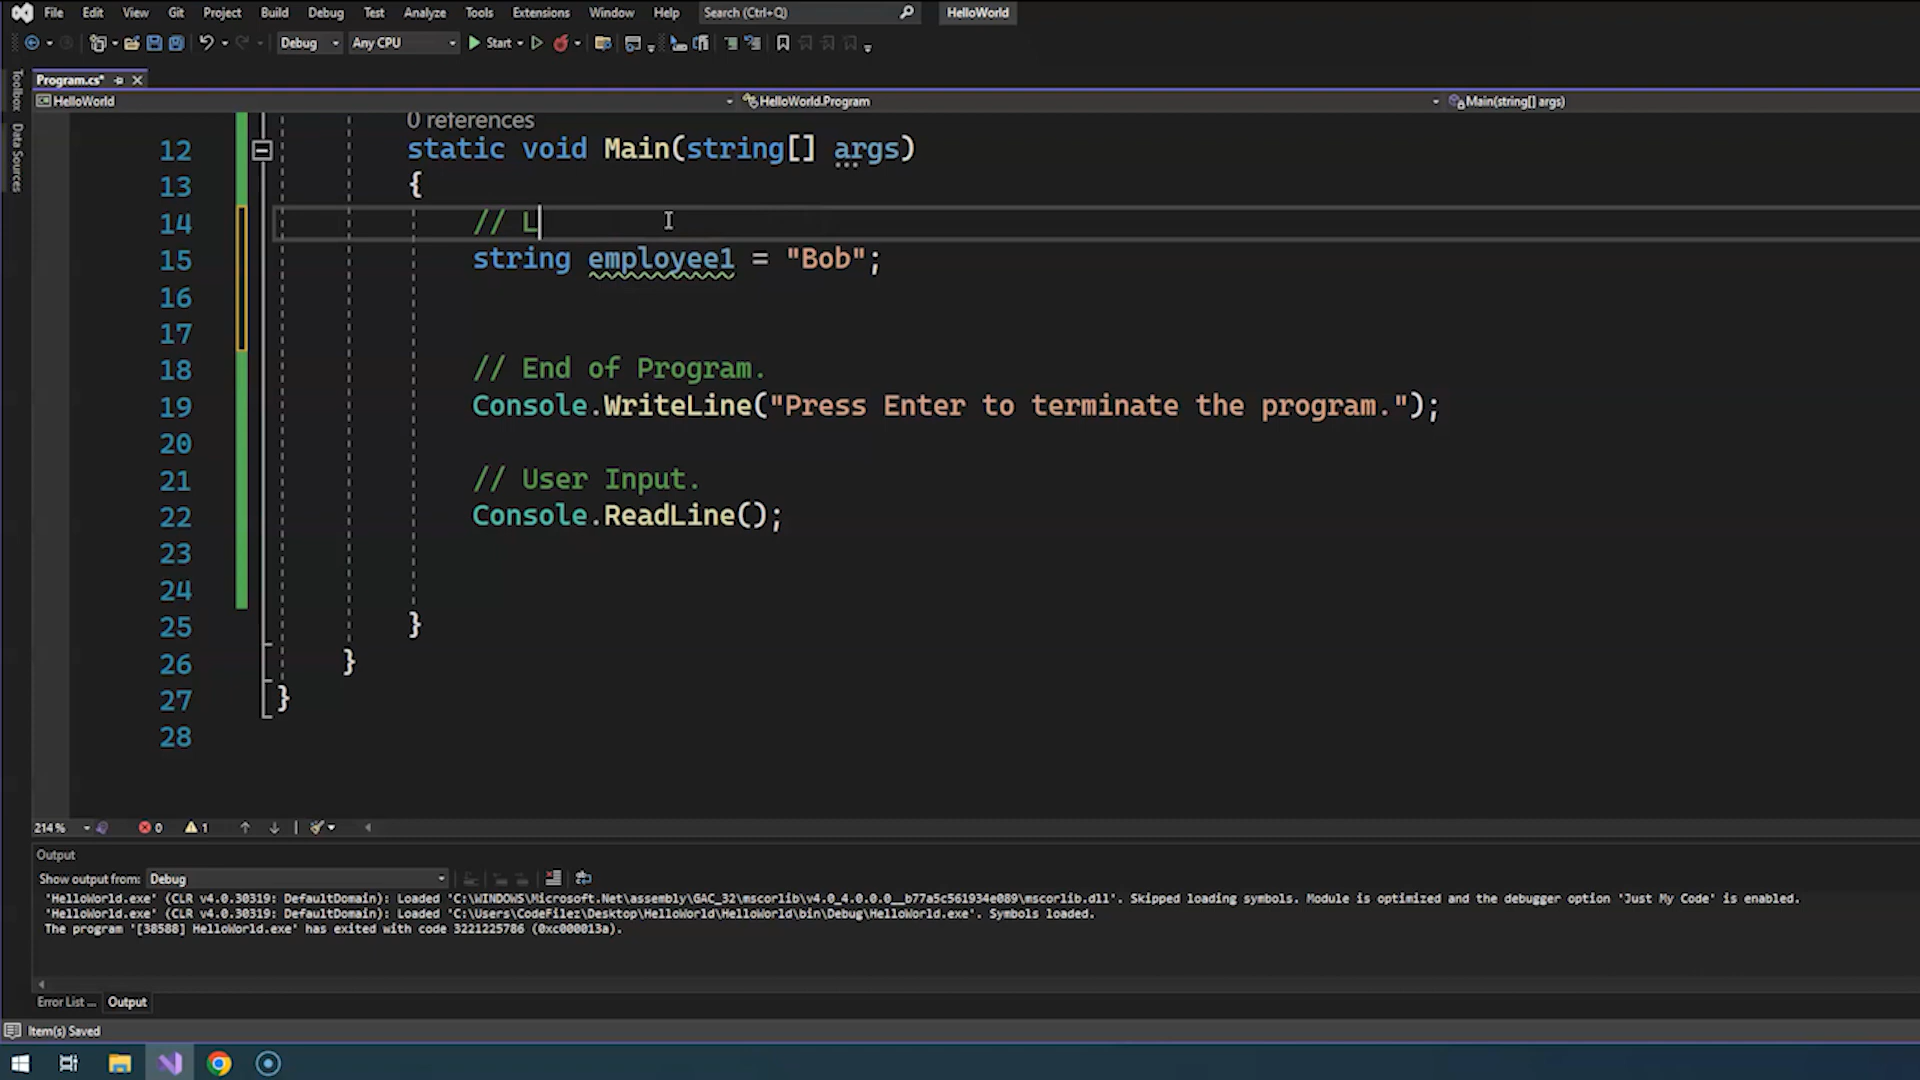 File Edit View Git Project Build Debug Test Analyze Tools Extensions Window Help Search (Ctrl+Q) HelloWorld
Debug Any CPU Start
Toolbox
Data Sources
Program.cs*
HelloWorld HelloWorld.Program Main(string[] args)
0 references
12 static void Main(string[] args)
13 {
14 // L
15 string employee1 = "Bob";
16
17
18 // End of Program.
19 Console.WriteLine("Press Enter to terminate the program.");
20
21 // User Input.
22 Console.ReadLine();
23
24
25 }
26 }
27 }
28
214 % 0 1
Output
Show output from: Debug
'HelloWorld.exe' (CLR v4.0.30319: DefaultDomain): Loaded 'C:\WINDOWS\Microsoft.Net\assembly\GAC_32\mscorlib\v4.0_4.0.0.0__b77a5c561934e089\mscorlib.dll'. Skipped loading symbols. Module is optimized and the debugger option 'Just My Code' is enabled.
'HelloWorld.exe' (CLR v4.0.30319: DefaultDomain): Loaded 'C:\Users\CodeFilez\Desktop\HelloWorld\HelloWorld\bin\Debug\HelloWorld.exe'. Symbols loaded.
The program '[38588] HelloWorld.exe' has exited with code 3221225786 (0xc000013a).
Error List ... Output
Item(s) Saved